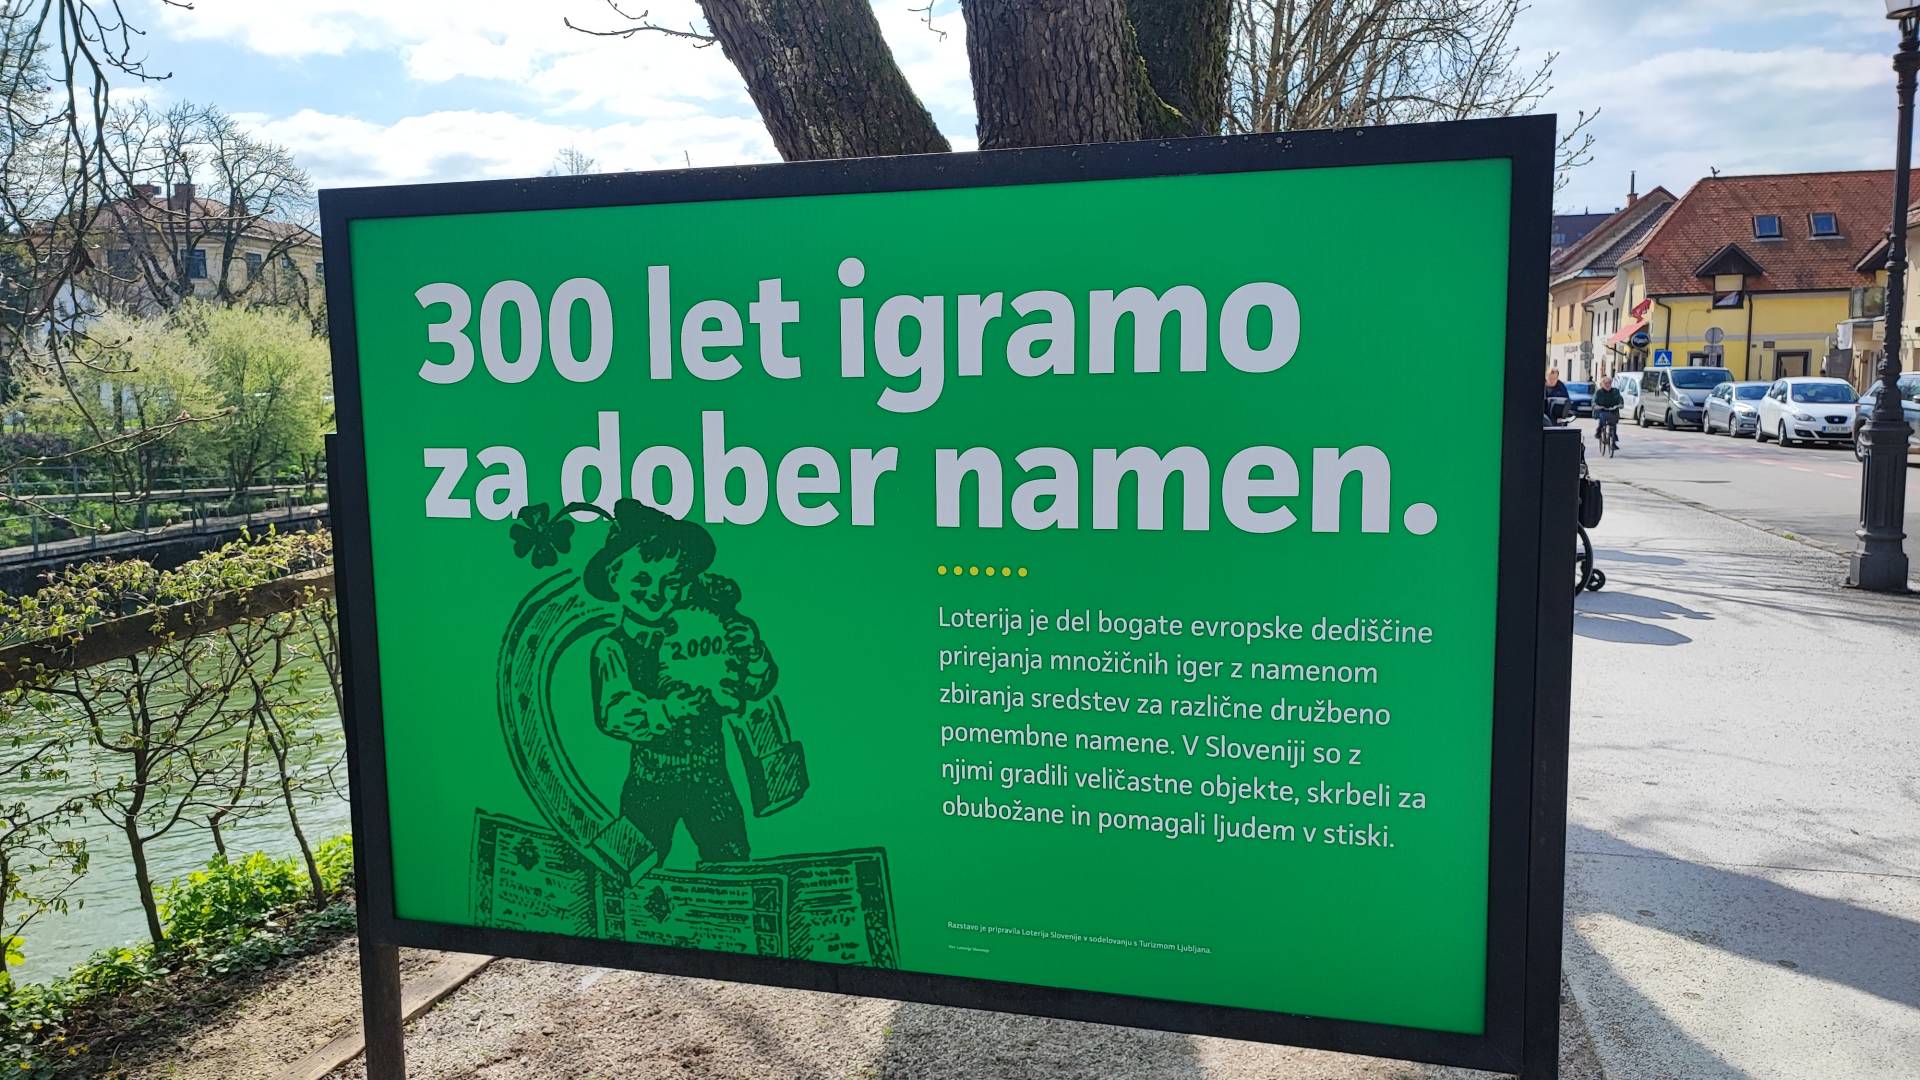 300 let igramo
za dober namen.
2.000.
Loterija je del bogate evropske dediščine
prirejanja množičnih iger z namenom
zbiranja sredstev za različne družbeno
pomembne namene. V Sloveniji so z
njimi gradili veličastne objekte, skrbeli za
obubožane in pomagali ljudem v stiski.
Razstavo je pripravila Loterija Slovenije v sodelovanju s Turizmom Ljubljana.